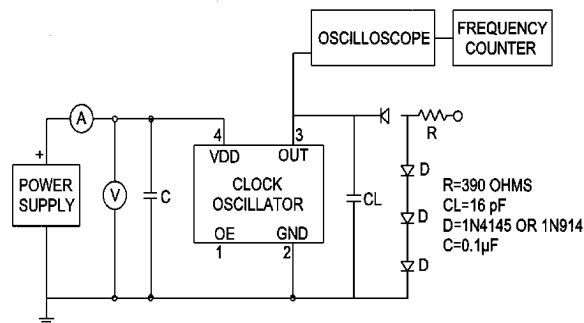 OSCILLOSCOPE
FREQUENCY
COUNTER
A
4
3
R
VDD
OUT
+
POWER
SUPPLY
V
C
CLOCK
OSCILLATOR
CL
D
D
D
R=390 OHMS
CL=16 pF
D=1N4145 OR 1N914
C=0.1µF
OE
GND
1
2